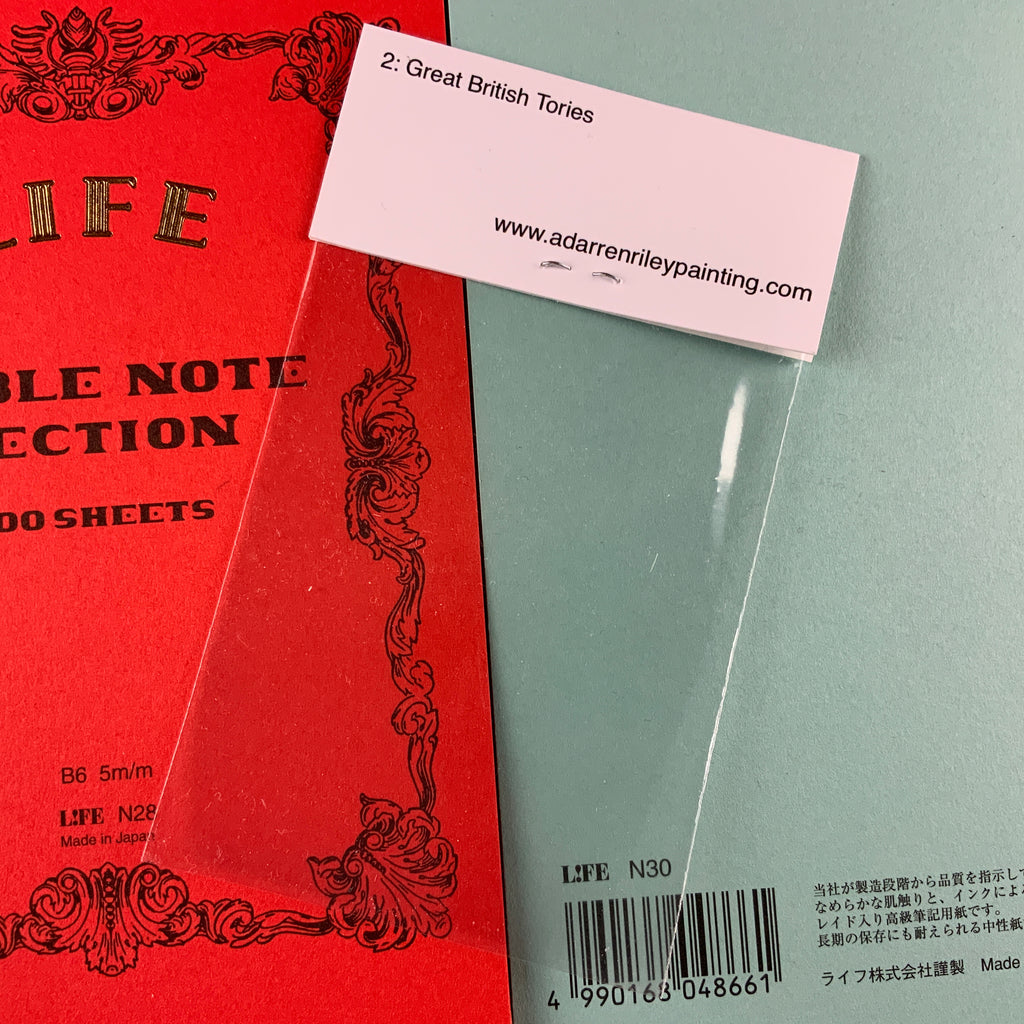 2: Great British Tories
www.adarrenrileypainting.com
LIFE
BLE NOTE
ECTION
00 SHEETS
B6 5m/m
L!FE N28
Made in Japan
L!FE N30
4 990168 048661
当社が製造段階から品質を指示して
なめらかな肌触りと、インクによ
レイド入り高級筆記用紙です。
長期の保存にも耐えられる中性紙
ライフ株式会社謹製 Made